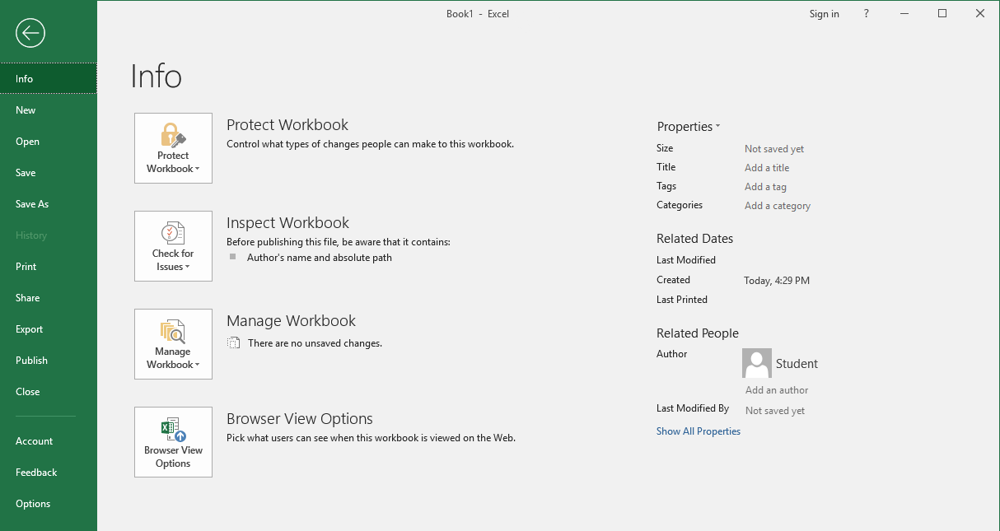 Book1 - Excel
Sign in
?
Info
New
Open
Save
Save As
History
Print
Share
Export
Publish
Close
Account
Feedback
Options
Info
Protect
Workbook
Protect Workbook
Control what types of changes people can make to this workbook.
Check for
Issues
Inspect Workbook
Before publishing this file, be aware that it contains:
Author's name and absolute path
Manage
Workbook
Manage Workbook
There are no unsaved changes.
Browser View
Options
Browser View Options
Pick what users can see when this workbook is viewed on the Web.
Properties
Size Not saved yet
Title Add a title
Tags Add a tag
Categories Add a category
Related Dates
Last Modified
Created Today, 4:29 PM
Last Printed
Related People
Author Student
Add an author
Last Modified By Not saved yet
Show All Properties